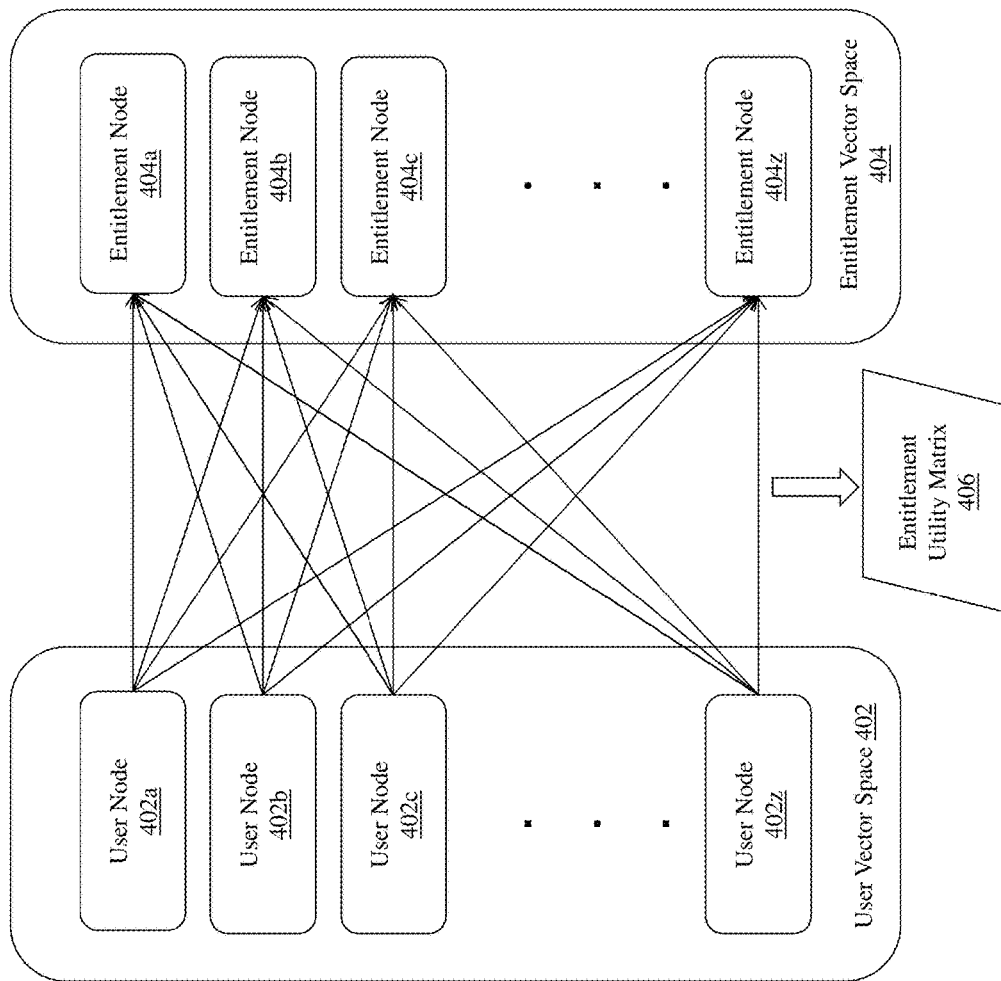 User Node
402a
User Node
402b
User Node
402c
User Node
402z
User Vector Space 402
Entitlement Node
404a
Entitlement Node
404b
Entitlement Node
404c
Entitlement Node
404z
Entitlement Vector Space
404
Entitlement
Utility Matrix
406